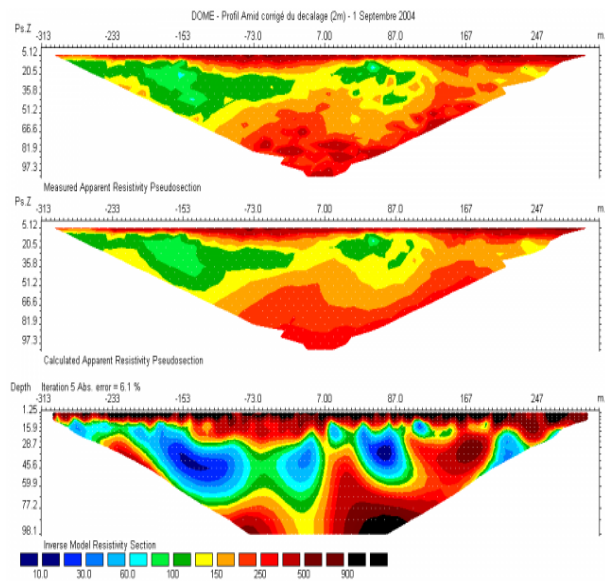 DOME - Profil Amid corrigé du decalage (2m) - 1 Septembre 2004
Ps.Z -313 -233 -153 -73.0 7.00 87.0 167 247 m.
5.12
20.5
35.8
51.2
66.6
81.9
97.3
Measured Apparent Resistivity Pseudosection
Ps.Z -313 -233 -153 -73.0 7.00 87.0 167 247 m.
5.12
20.5
35.8
51.2
66.6
81.9
97.3
Calculated Apparent Resistivity Pseudosection
Depth Iteration 5 Abs. error = 6.1 %
-313 -233 -153 -73.0 7.00 87.0 167 247 m.
1.25
15.9
28.7
45.6
59.9
77.2
98.1
Inverse Model Resistivity Section
10.0 30.0 60.0 100 150 250 500 900